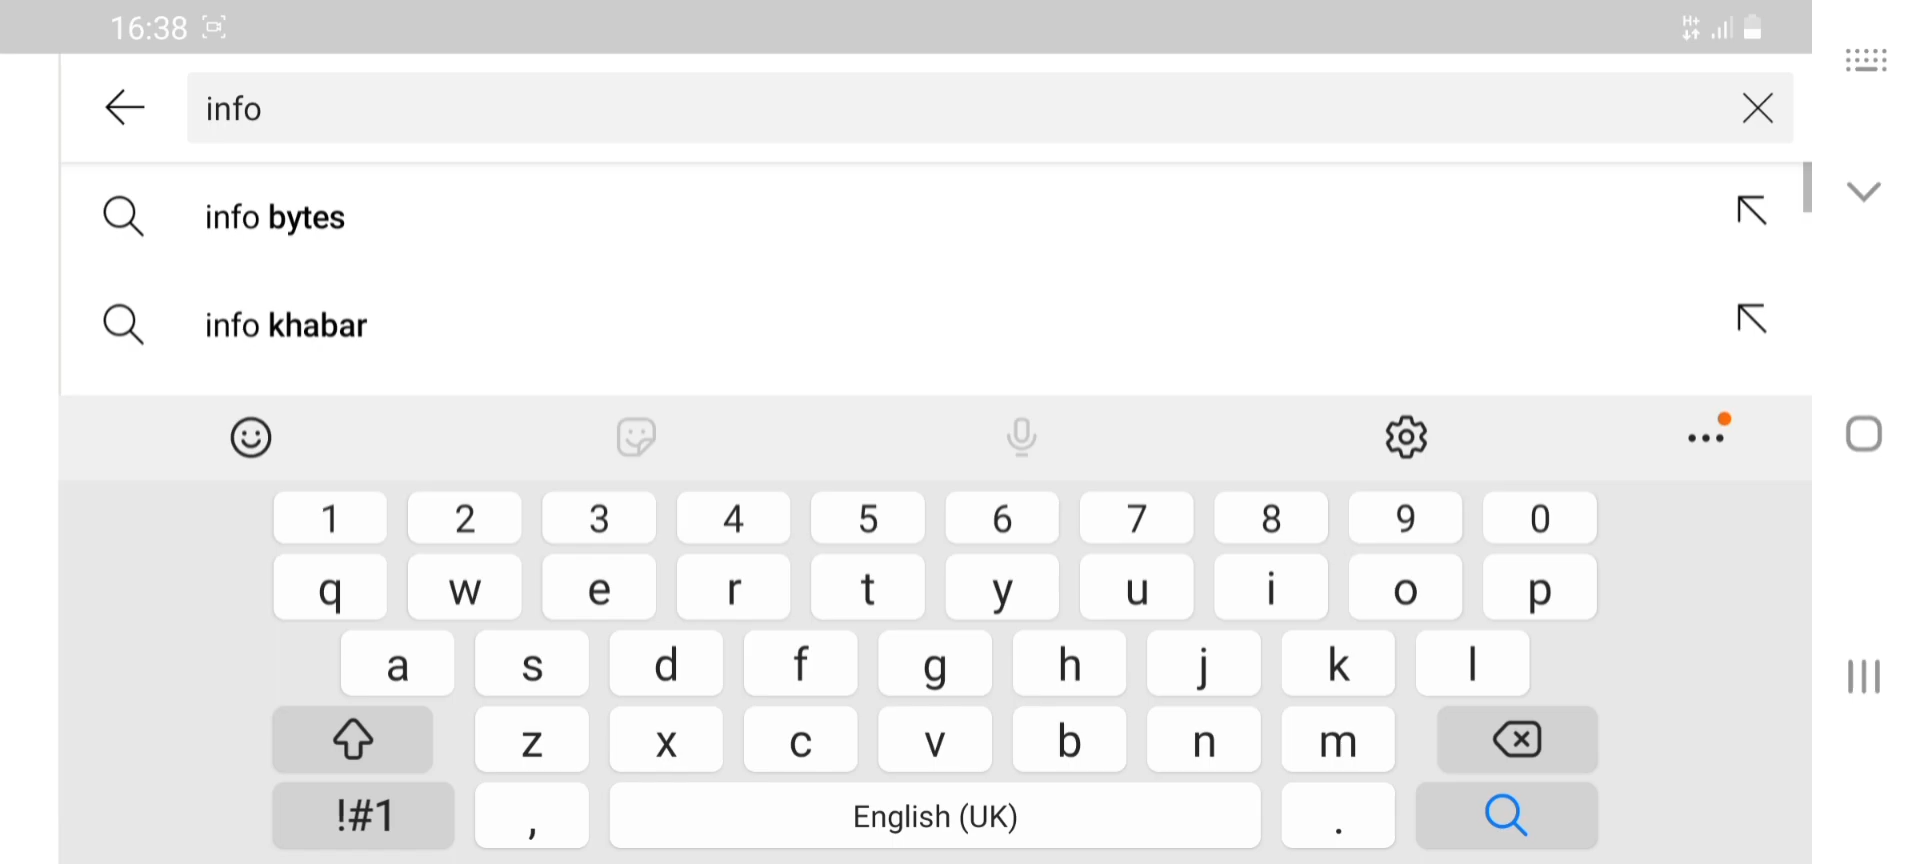 16:38
H+
info
info bytes
info khabar
1 2 3 4 5 6 7 8 9 0
q w e r t y u i o p
a s d f g h j k l
z x c v b n m
!#1 , English (UK) .